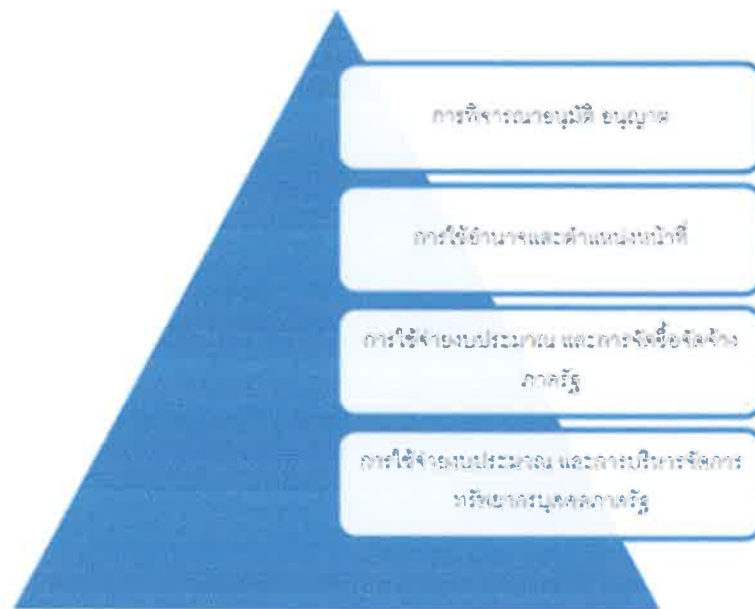 การพิจารณาอนุมัติ อนุญาต
การใช้อำนาจและตำแหน่งหน้าที่
การใช้จ่ายงบประมาณ และการจัดซื้อจัดจ้าง
ภาครัฐ
การใช้จ่ายงบประมาณ และการบริหารจัดการ
ทรัพยากรบุคคลภาครัฐ